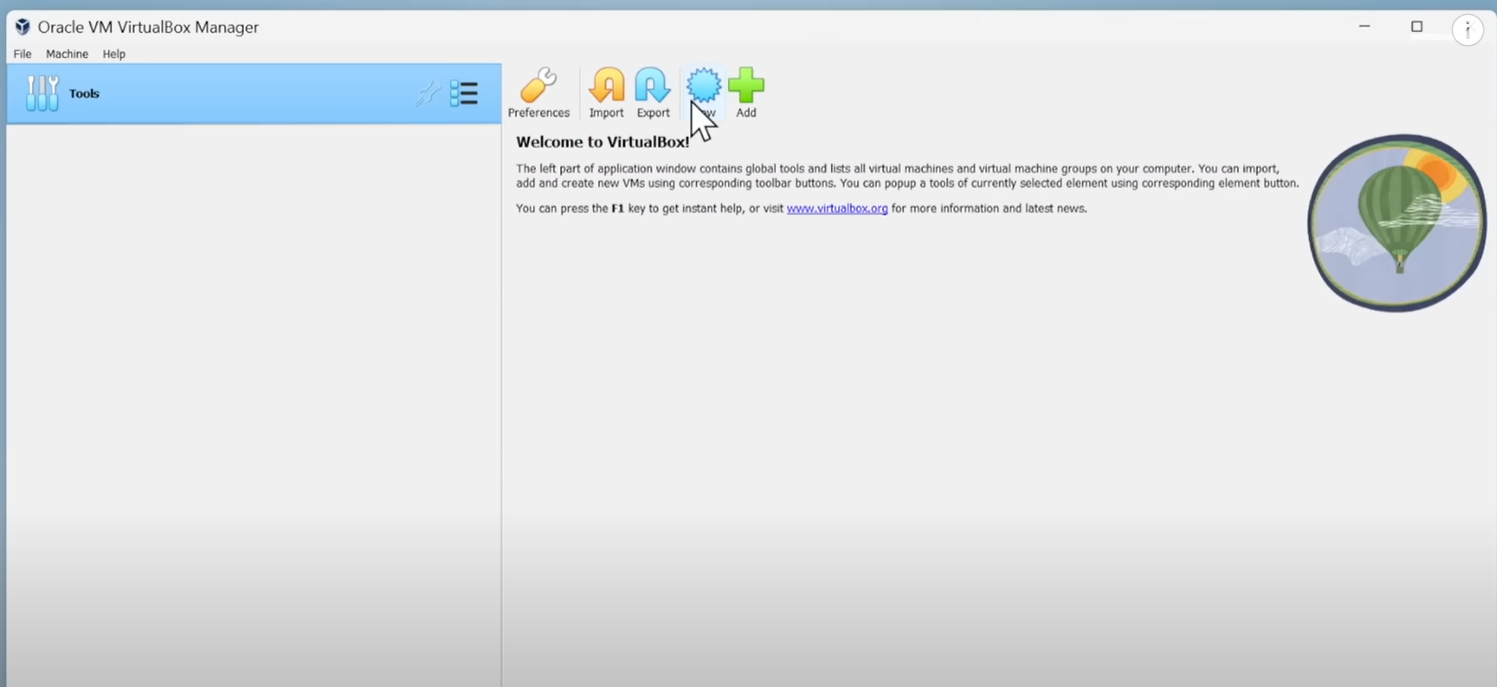 Oracle VM VirtualBox Manager
File Machine Help
Tools
Preferences Import Export Add
Welcome to VirtualBox!
The left part of application window contains global tools and lists all virtual machines and virtual machine groups on your computer. You can import,
add and create new VMs using corresponding toolbar buttons. You can popup a tools of currently selected element using corresponding element button.
You can press the F1 key to get instant help, or visit www.virtualbox.org for more information and latest news.